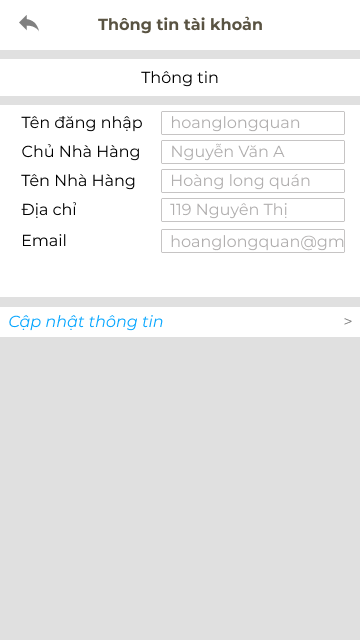 Thông tin tài khoản
Thông tin
Tên đăng nhập hoanglongquan
Chủ Nhà Hàng Nguyễn Văn A
Tên Nhà Hàng Hoàng long quán
Địa chỉ 119 Nguyên Thị
Email hoanglongquan@gm
Cập nhật thông tin >